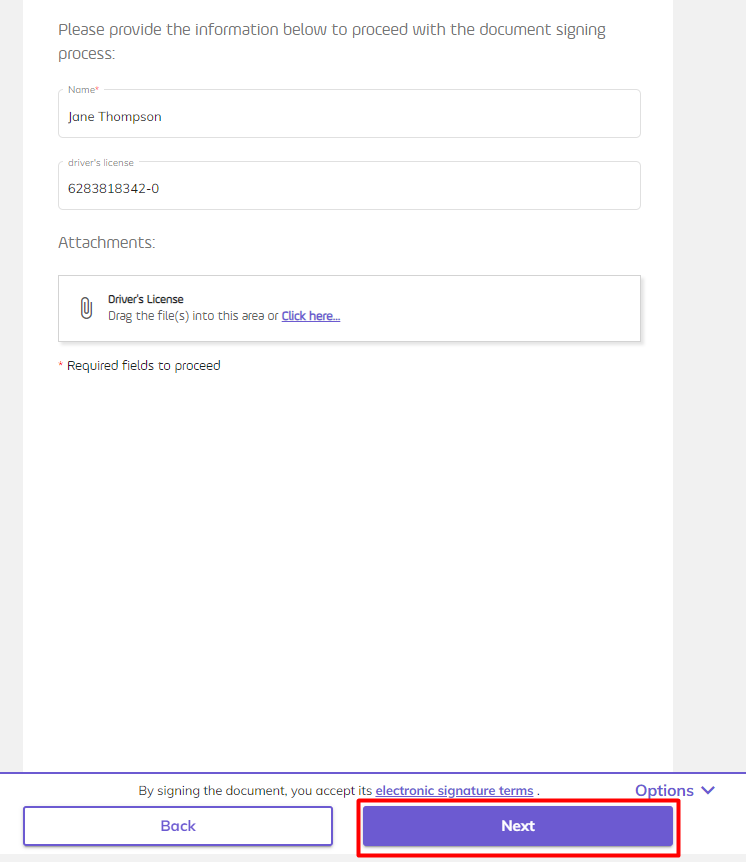 Please provide the information below to proceed with the document signing
process:
Name*
Jane Thompson
driver's license
6283818342-0
Attachments:
Driver's License
Drag the file(s) into this area or Click here...
* Required fields to proceed
By signing the document, you accept its electronic signature terms .
Options
Back
Next